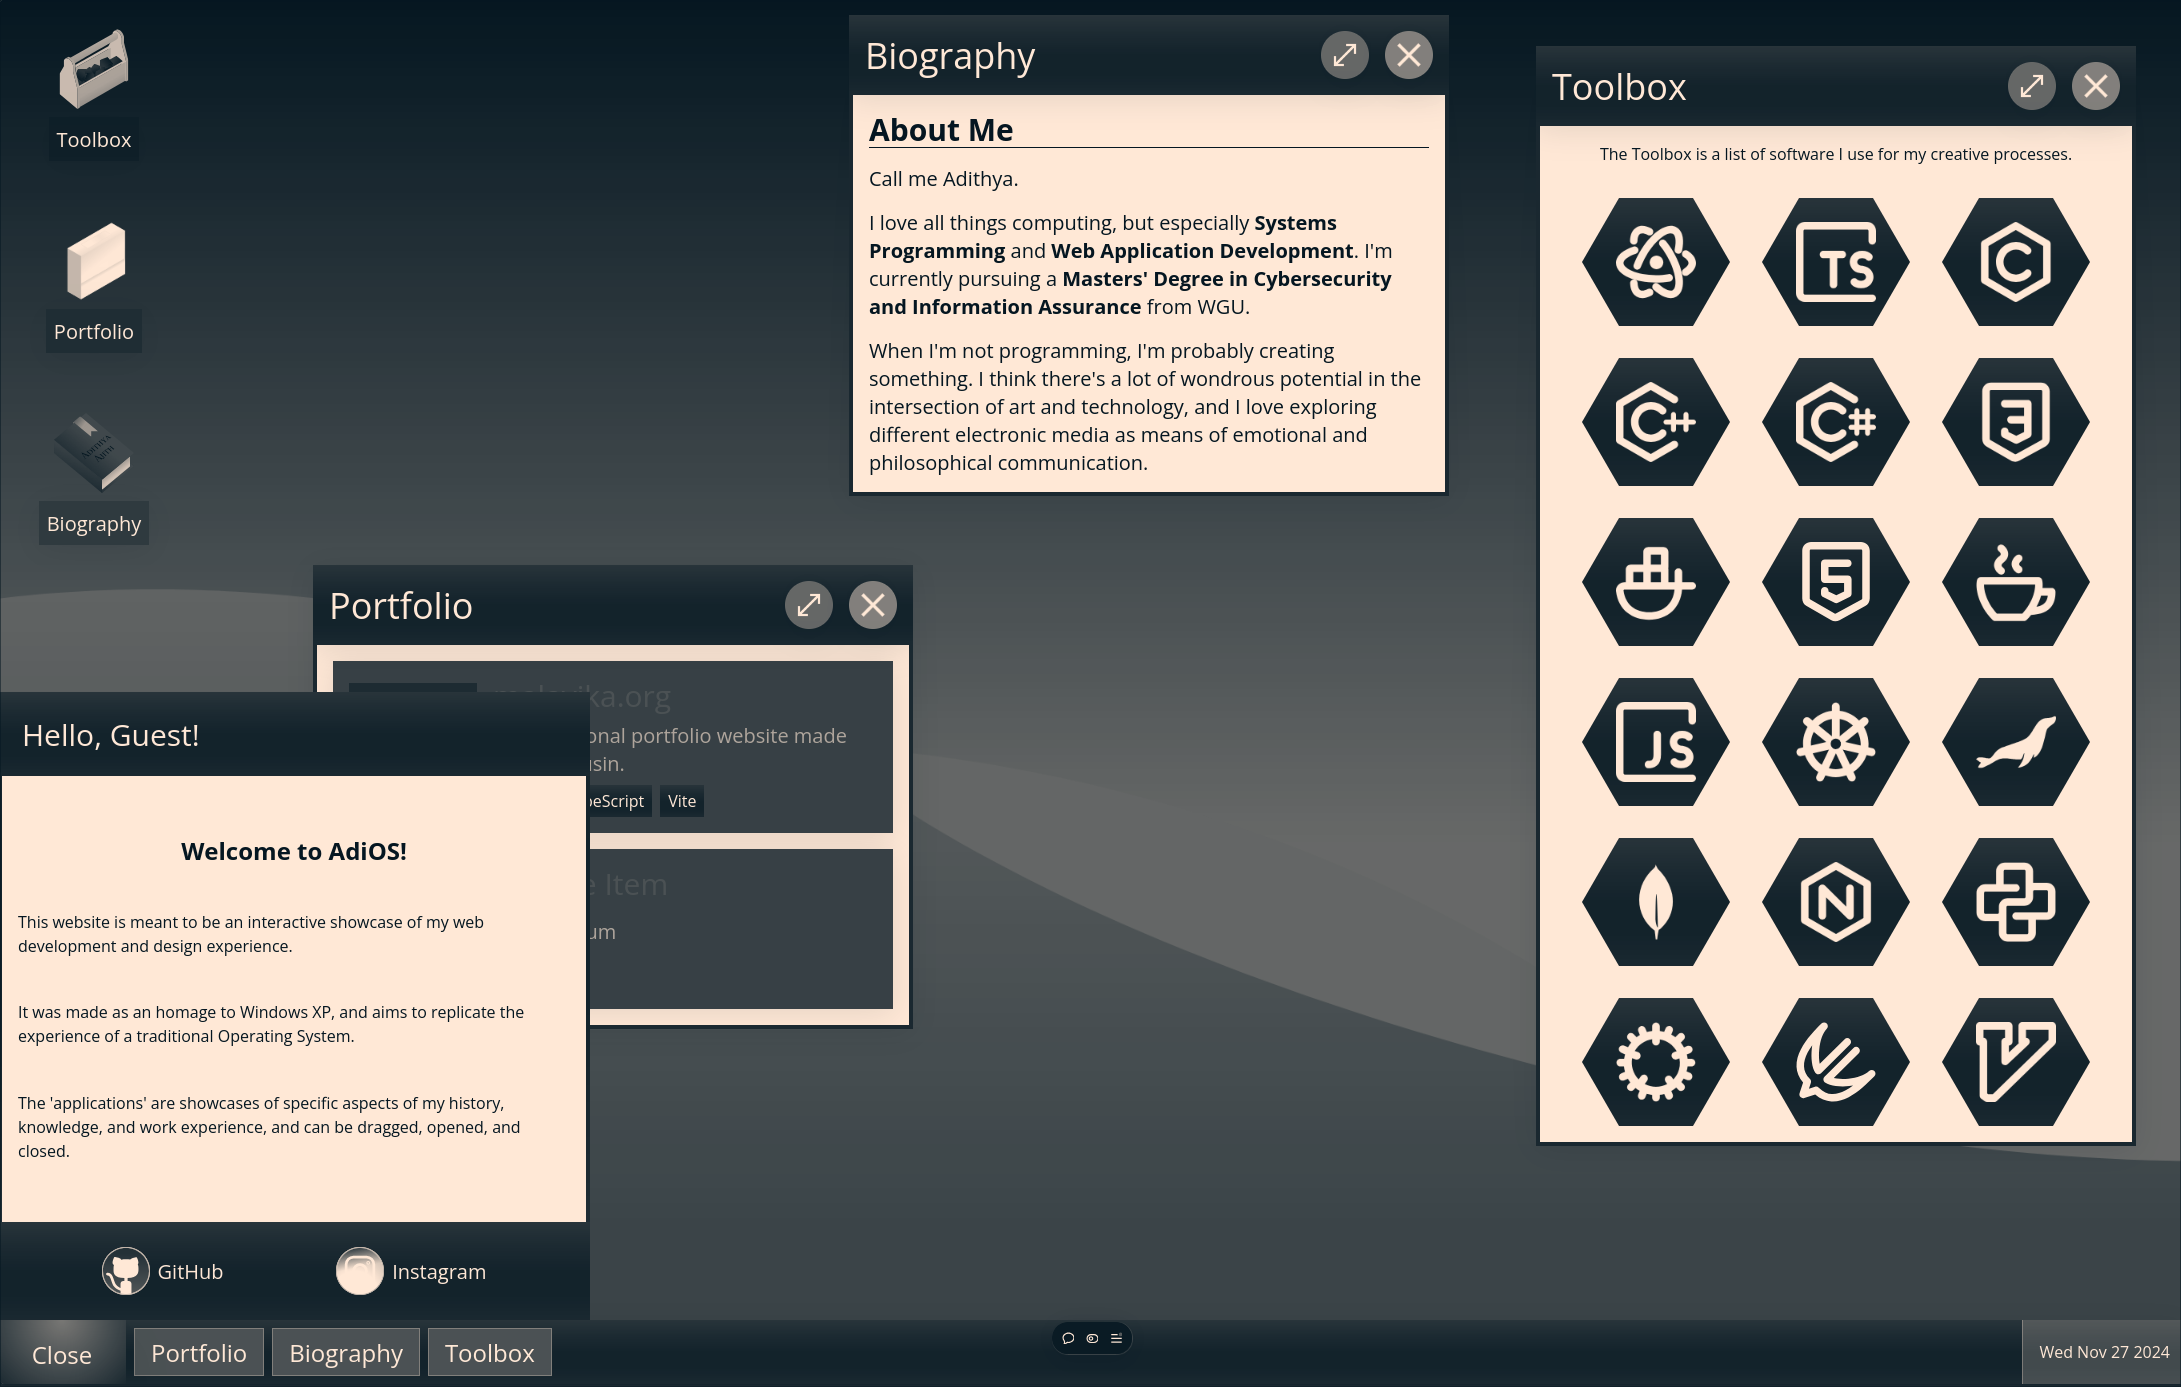 Toolbox
Portfolio
Biography
Biography
About Me
Call me Adithya.
I love all things computing, but especially Systems
Programming and Web Application Development. I'm
currently pursuing a Masters' Degree in Cybersecurity
and Information Assurance from WGU.
When I'm not programming, I'm probably creating
something. I think there's a lot of wondrous potential in the
intersection of art and technology, and I love exploring
different electronic media as means of emotional and
philosophical communication.
Toolbox
The Toolbox is a list of software I use for my creative processes.
TS
C
C++
C#
3
5
JS
N
Portfolio
ka.org
onal portfolio website made
usin.
peScript
Vite
e Item
um
Hello, Guest!
Welcome to AdiOS!
This website is meant to be an interactive showcase of my web
development and design experience.
It was made as an homage to Windows XP, and aims to replicate the
experience of a traditional Operating System.
The 'applications' are showcases of specific aspects of my history,
knowledge, and work experience, and can be dragged, opened, and
closed.
GitHub
Instagram
Close
Portfolio
Biography
Toolbox
Wed Nov 27 2024